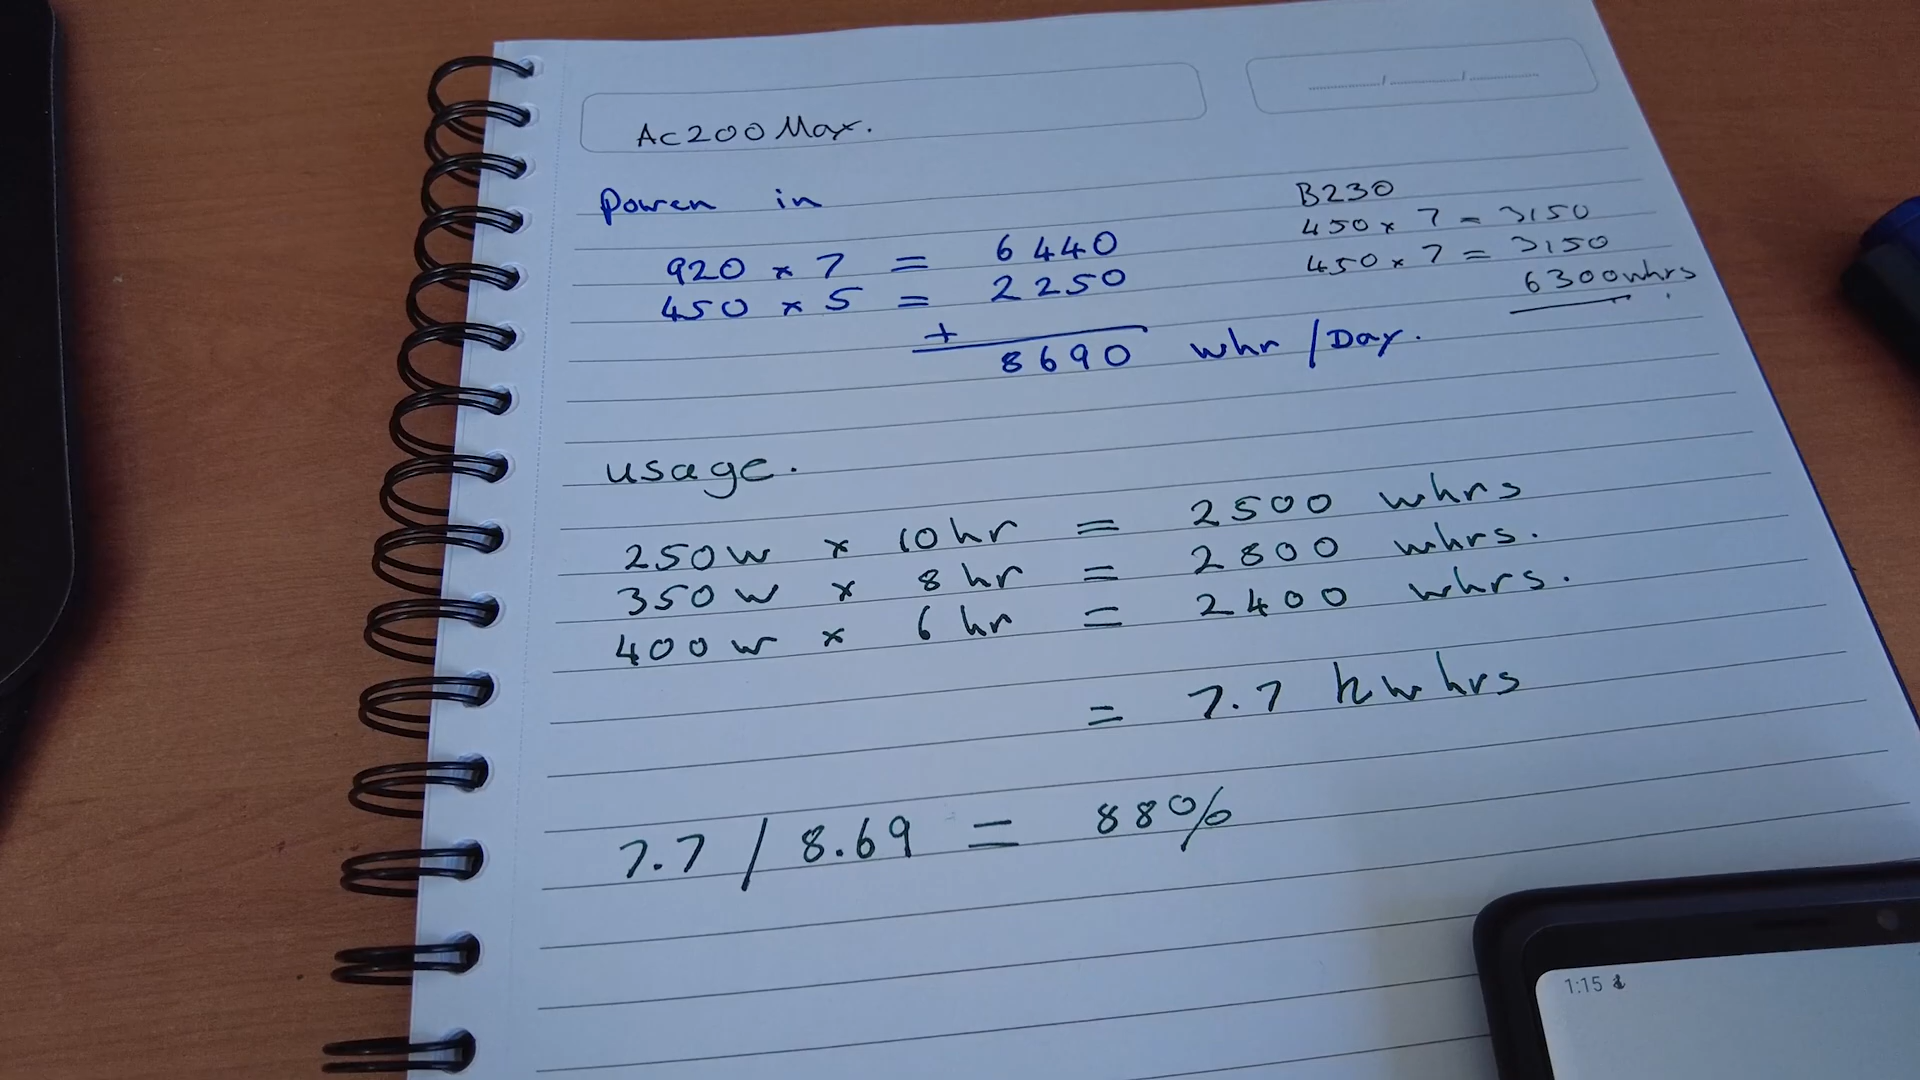 Ac200 Max.
Power in
920 x 7 = 6440
450 x 5 = 2250
+
8690 whr / Day.
B230
450 x 7 = 3150
450 x 7 = 3150
6300whrs
usage.
250w x 10hr = 2500 whrs
350w x 8hr = 2800 whrs.
400w x 6hr = 2400 whrs.
= 7.7 kwhrs
7.7 / 8.69 = 88%
1:15